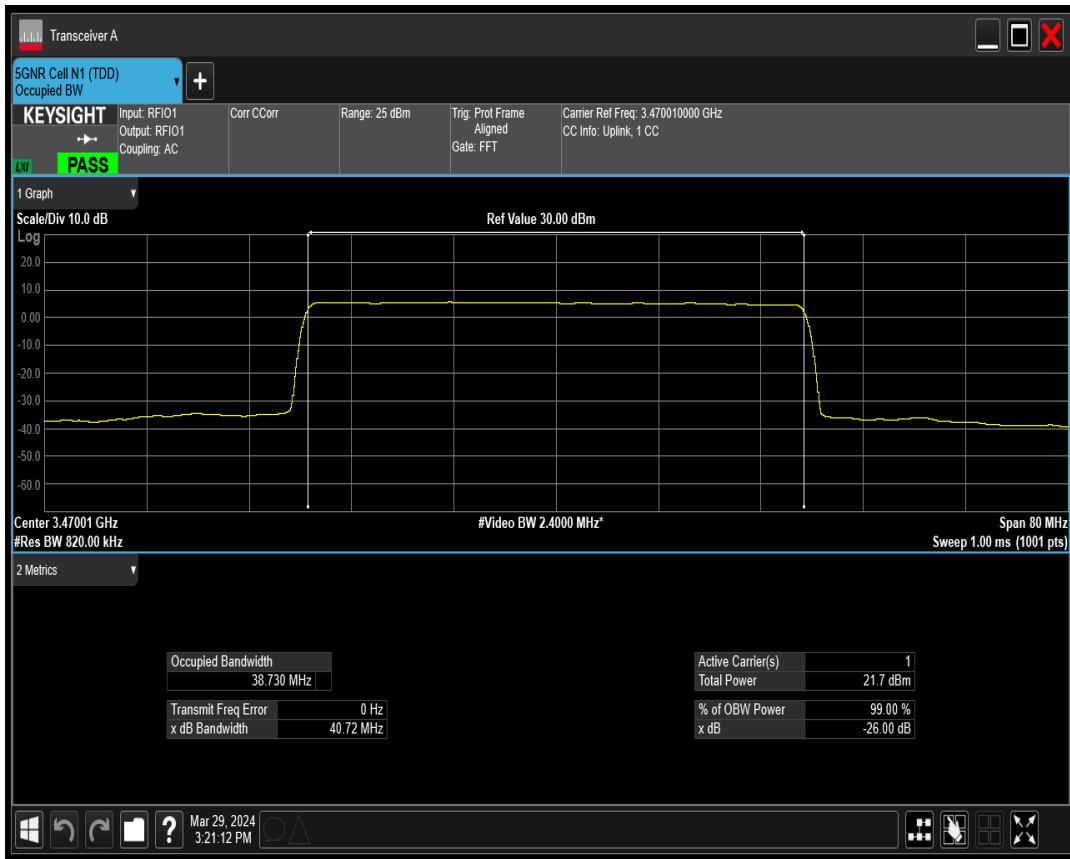 Transceiver A
5GNR Cell N1 (TDD)
Occupied BW
+
KEYSIGHT
LXI
PASS
Input: RFIO1
Output: RFIO1
Coupling: AC
Corr CCorr
Range: 25 dBm
Trig: Prot Frame
Aligned
Gate: FFT
Carrier Ref Freq: 3.470010000 GHz
CC Info: Uplink, 1 CC
1 Graph
Scale/Div 10.0 dB
Ref Value 30.00 dBm
Log
20.0
10.0
0.00
-10.0
-20.0
-30.0
-40.0
-50.0
-60.0
Center 3.47001 GHz
#Video BW 2.4000 MHz*
Span 80 MHz
#Res BW 820.00 kHz
Sweep 1.00 ms (1001 pts)
2 Metrics
Occupied Bandwidth
38.730 MHz
Transmit Freq Error 0 Hz
x dB Bandwidth 40.72 MHz
Active Carrier(s) 1
Total Power 21.7 dBm
% of OBW Power 99.00 %
x dB -26.00 dB
?
Mar 29, 2024
3:21:12 PM